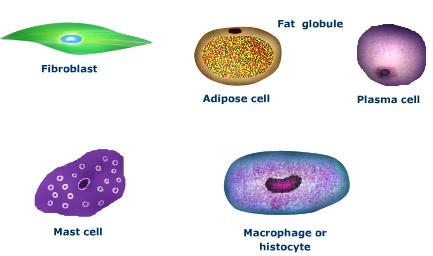 Fat globule
Fibroblast
Adipose cell
Plasma cell
Mast cell
Macrophage or
histocyte